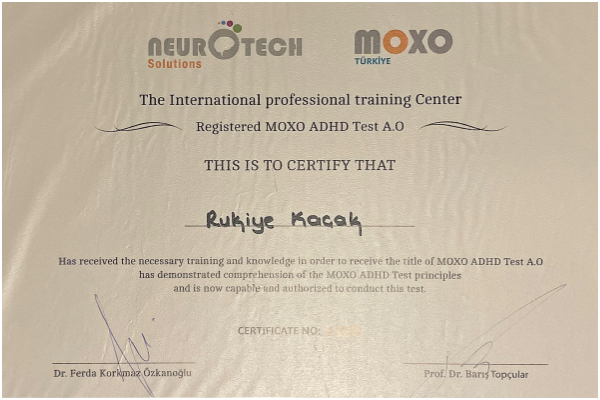 NEUROTECH
Solutions
moxo
TÜRKİYE
The International professional training Center
Registered MOXO ADHD Test A.O
THIS IS TO CERTIFY THAT
Rukiye Kaçak
Has received the necessary training and knowledge in order to receive the title of MOXO ADHD Test A.O
has demonstrated comprehension of the MOXO ADHD Test principles
and is now capable and authorized to conduct this test.
CERTIFICATE NO:
Dr. Ferda Korkmaz Özkanoğlu
Prof. Dr. Barış Topçular